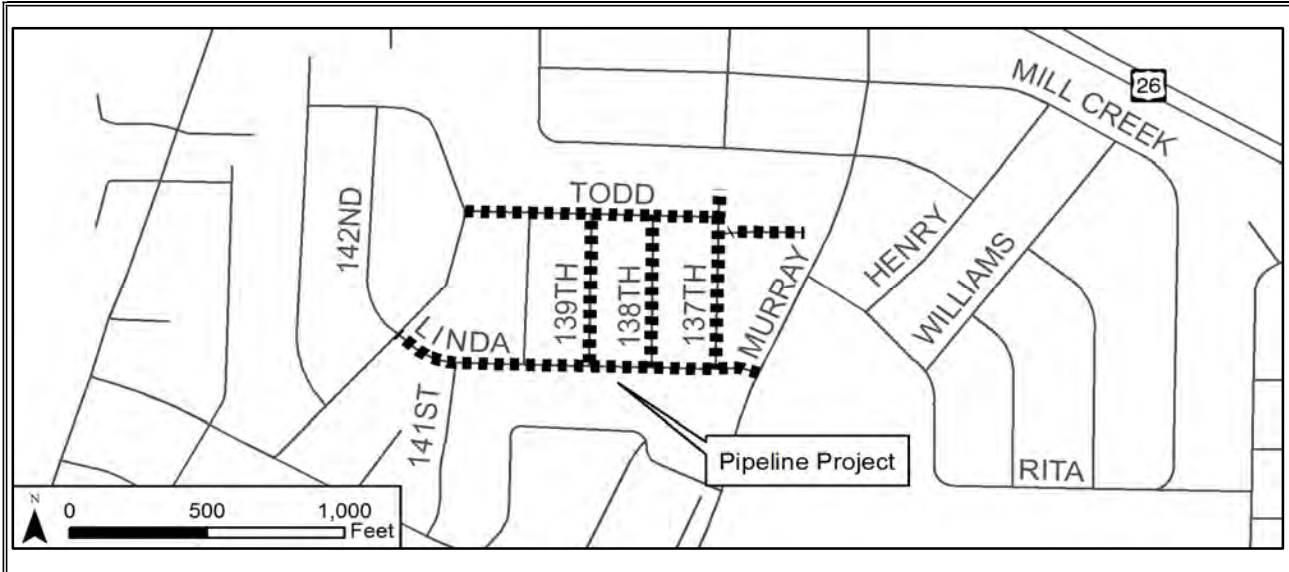 26
MILL CREEK
TODD
142ND
HENRY
WILLIAMS
139TH
138TH
137TH
MURRAY
LINDA
141ST
Pipeline Project
RITA
N
0 500 1,000
Feet